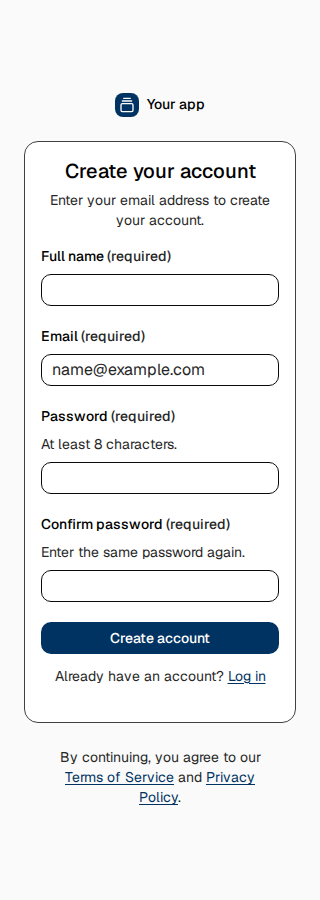 Your app
Create your account
Enter your email address to create
your account.
Full name (required)
Email (required)
name@example.com
Password (required)
At least 8 characters.
Confirm password (required)
Enter the same password again.
Create account
Already have an account? Log in
By continuing, you agree to our
Terms of Service and Privacy
Policy.